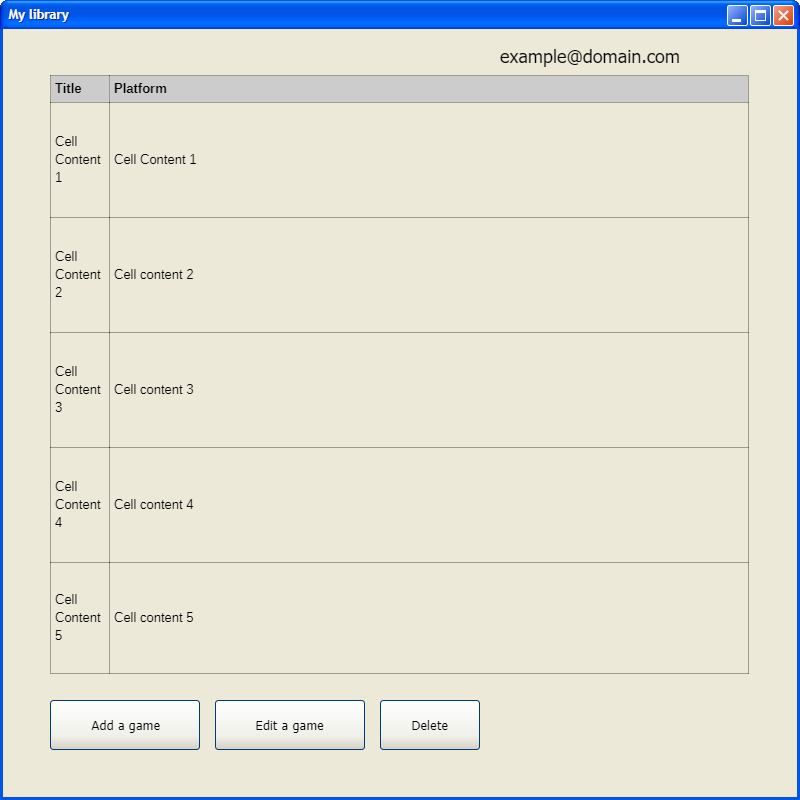 My library
example@domain.com
Title Platform
Cell
Content
1
Cell Content 1
Cell
Content
2
Cell content 2
Cell
Content
3
Cell content 3
Cell
Content
4
Cell content 4
Cell
Content
5
Cell content 5
Add a game Edit a game Delete